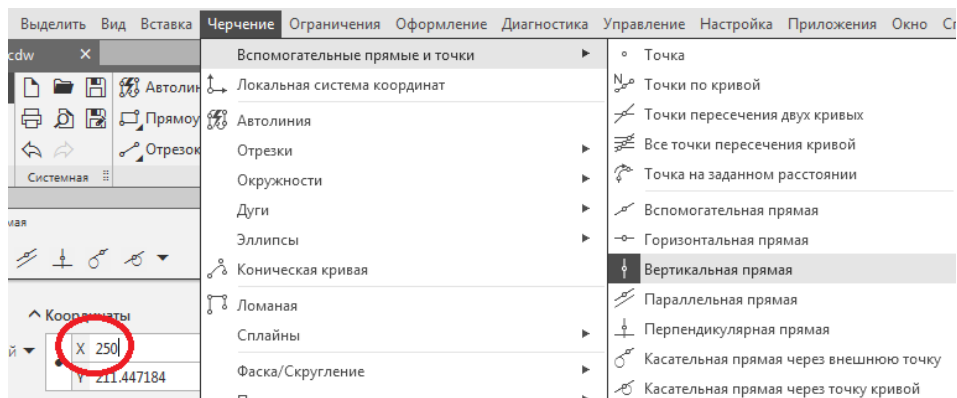 Выделить Вид Вставка Черчение Ограничения Оформление Диагностика Управление Настройка Приложения Окно
cdw
Автолин
Прямоу
Отрезок
Системная
мая
Координаты
й
X 250
Y 211.447184
Вспомогательные прямые и точки
Локальная система координат
Автолиния
Отрезки
Окружности
Дуги
Эллипсы
Коническая кривая
Ломаная
Сплайны
Фаска/Скругление
Точка
Точки по кривой
Точки пересечения двух кривых
Все точки пересечения кривой
Точка на заданном расстоянии
Вспомогательная прямая
Горизонтальная прямая
Вертикальная прямая
Параллельная прямая
Перпендикулярная прямая
Касательная прямая через внешнюю точку
Касательная прямая через точку кривой